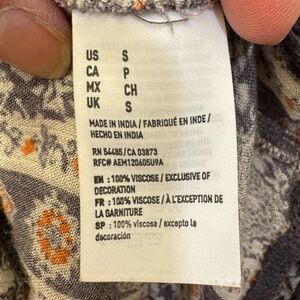 US S
CA P
MX CH
UK S
MADE IN INDIA / FABRIQUÉ EN INDE /
HECHO EN INDIA
RN 54485 / CA 03873
RFC# AEM120605U9A
EN : 100% VISCOSE / EXCLUSIVE OF
DECORATION
FR : 100% VISCOSE / À L'EXCEPTION DE
LA GARNITURE
SP : 100% viscosa / excepto la
decoración